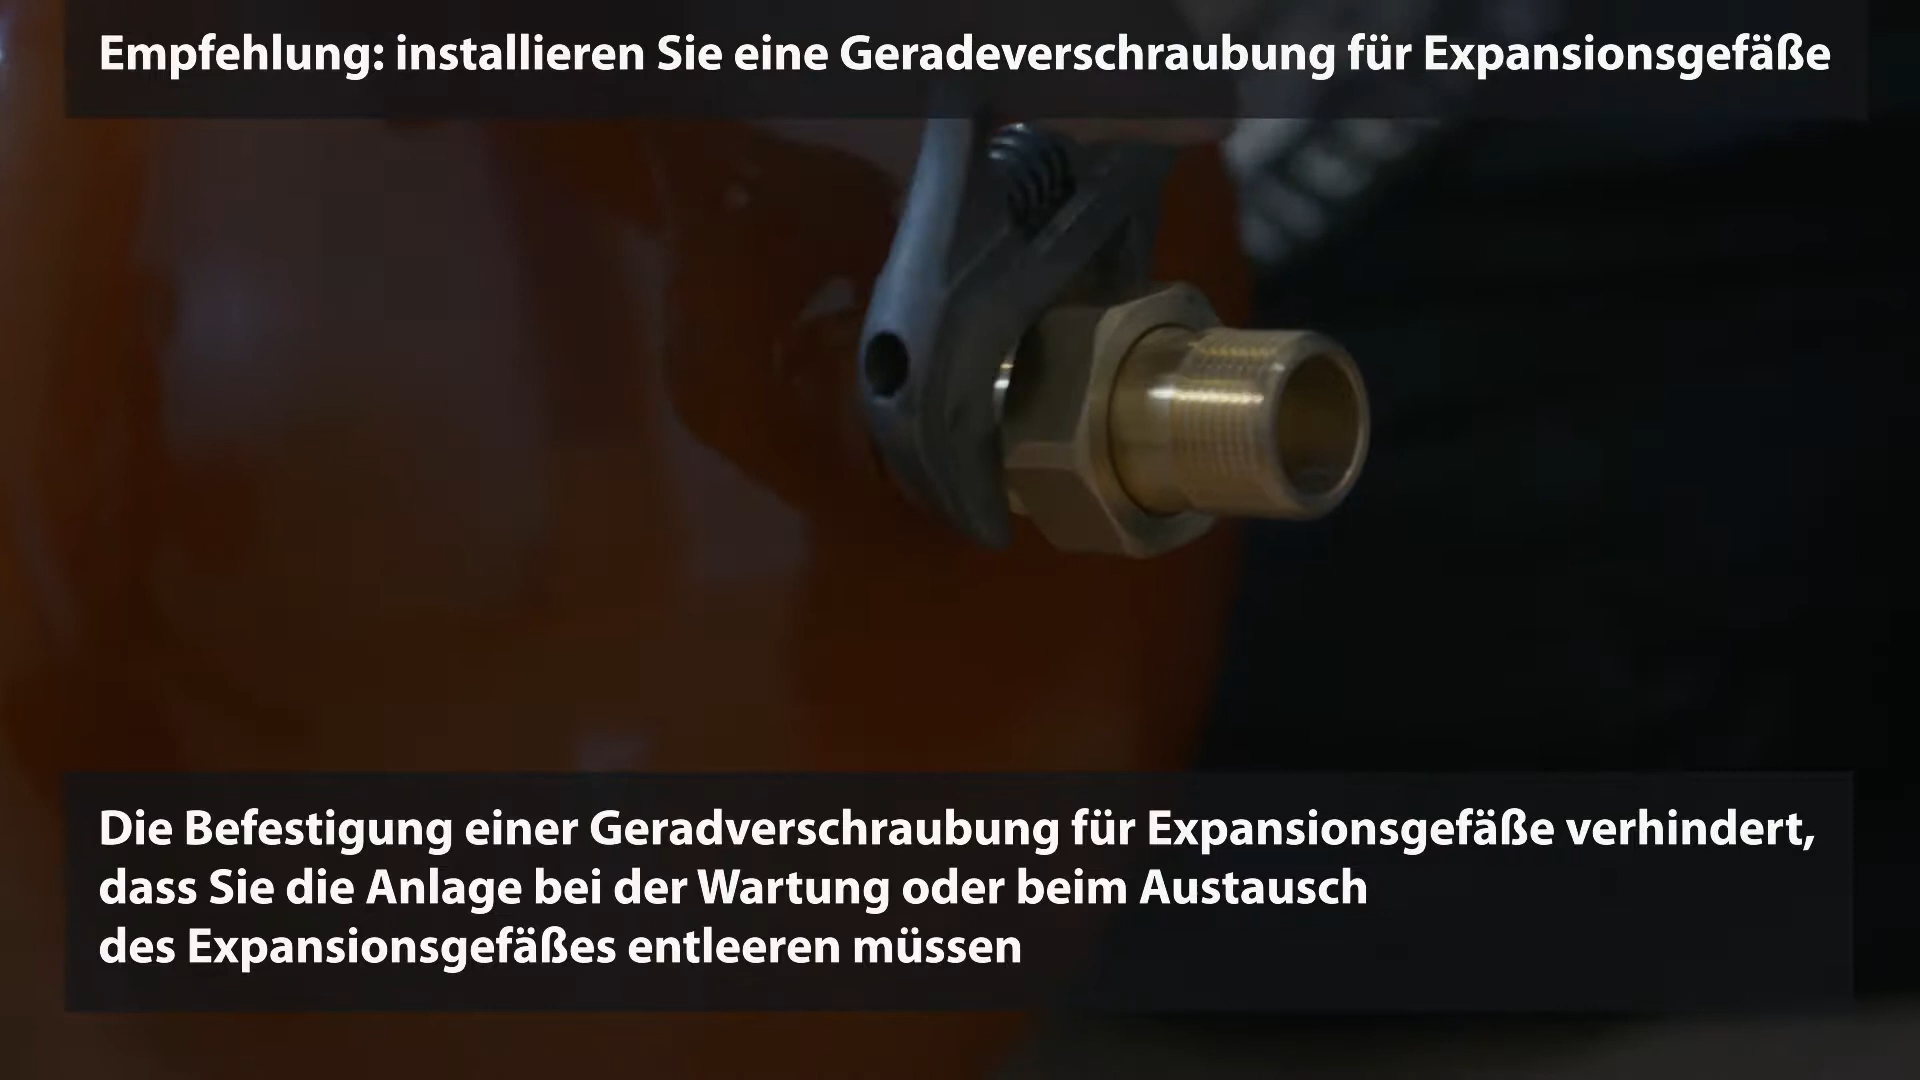 Empfehlung: installieren Sie eine Geradeverschraubung für Expansionsgefäße
Die Befestigung einer Geradverschraubung für Expansionsgefäße verhindert,
dass Sie die Anlage bei der Wartung oder beim Austausch
des Expansionsgefäßes entleeren müssen